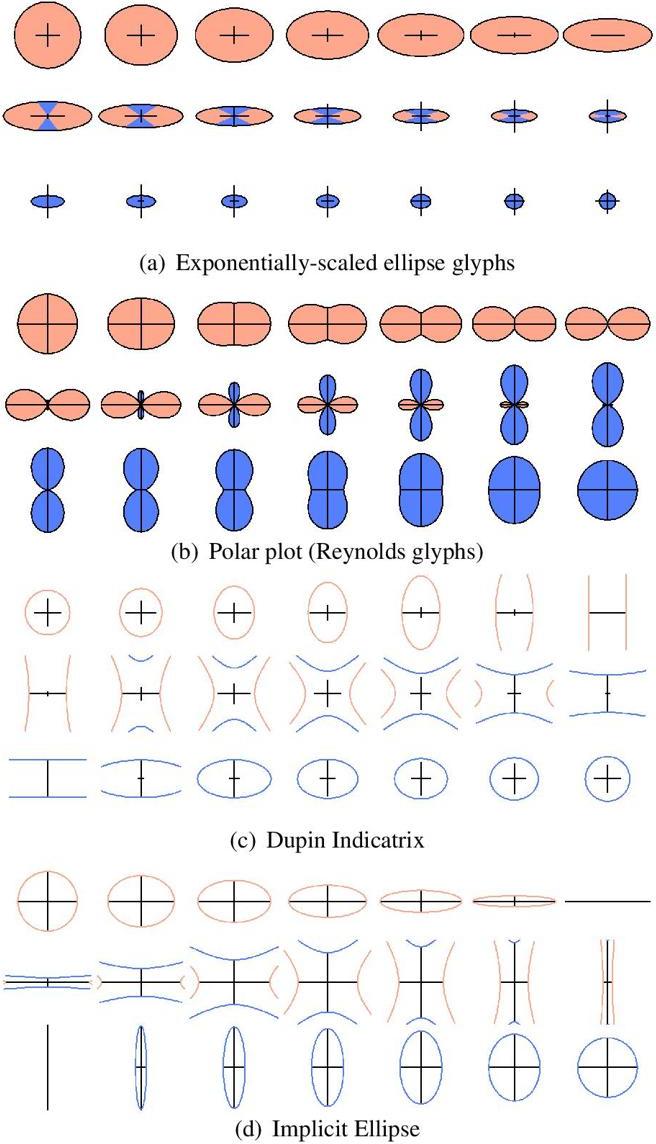 (a) Exponentially-scaled ellipse glyphs
(b) Polar plot (Reynolds glyphs)
(c) Dupin Indicatrix
(d) Implicit Ellipse